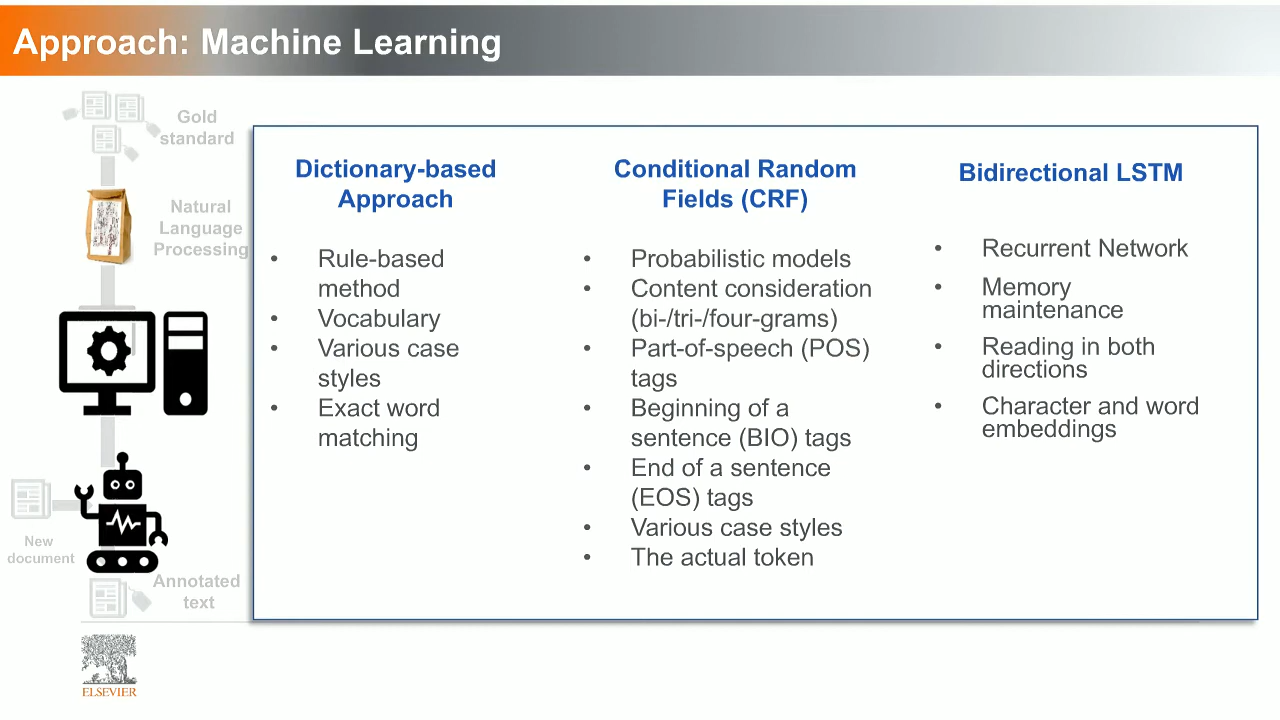 Approach: Machine Learning
Gold
standard
Natural
Language
Processing
New
document
Annotated
text
ELSEVIER
Dictionary-based
Approach
• Rule-based
method
• Vocabulary
• Various case
styles
• Exact word
matching
Conditional Random
Fields (CRF)
• Probabilistic models
• Content consideration
(bi-/tri-/four-grams)
• Part-of-speech (POS)
tags
• Beginning of a
sentence (BIO) tags
• End of a sentence
(EOS) tags
• Various case styles
• The actual token
Bidirectional LSTM
• Recurrent Network
• Memory
maintenance
• Reading in both
directions
• Character and word
embeddings